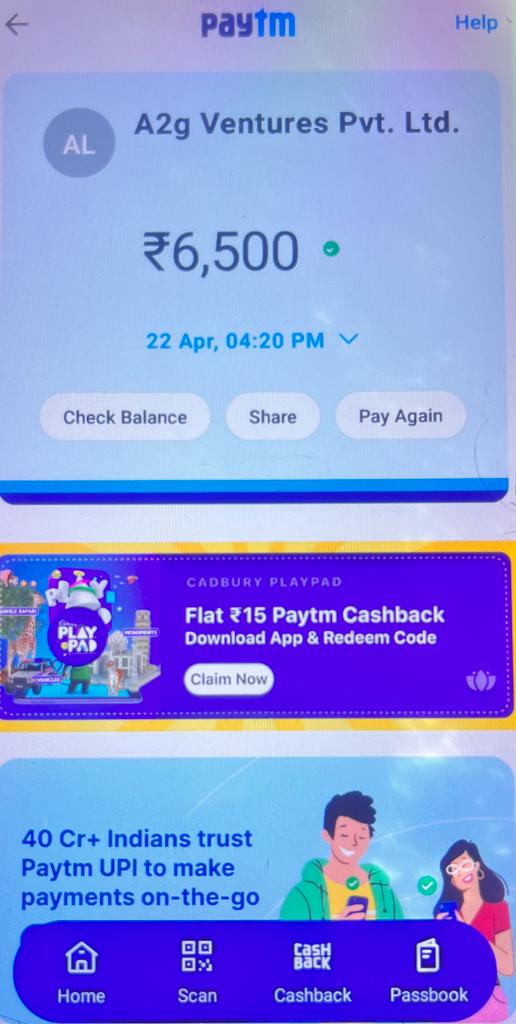 paytm
Help
AL
A2g Ventures Pvt. Ltd.
₹6,500
22 Apr, 04:20 PM
Check Balance
Share
Pay Again
PLAY
JUNGLE SAFARI
PLAY
PAD
MONUMENTS
VEHICLES
CADBURY PLAYPAD
Flat ₹15 Paytm Cashback
Download App & Redeem Code
Claim Now
40 Cr+ Indians trust
Paytm UPI to make
payments on-the-go
CASH
BACK
Home
Scan
Cashback
Passbook